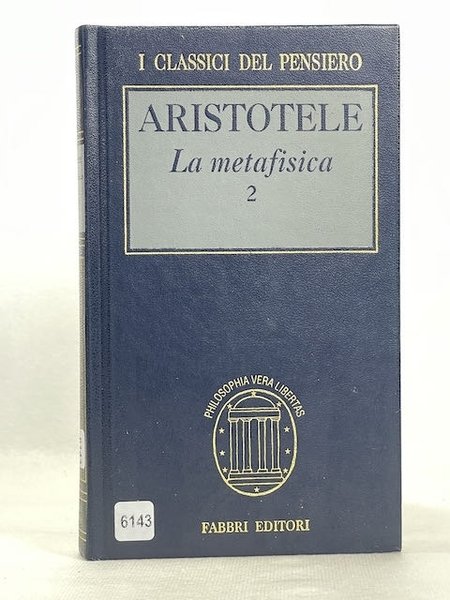 I CLASSICI DEL PENSIERO
ARISTOTELE
La metafisica
2
PHILOSOPHIA VERA LIBERTAS
6143
FABBRI EDITORI